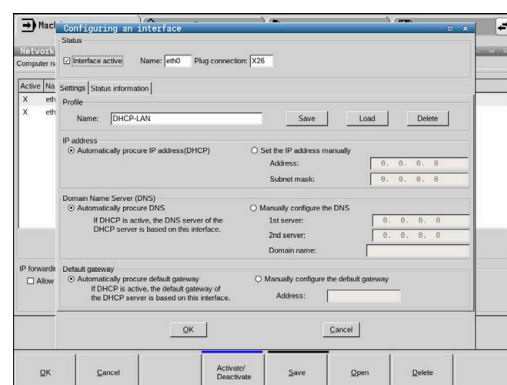 Mach
Configuring an interface
Network
Status
Computer n
Interface active Name: eth0 Plug connection: X26
Active Na
Settings Status information
X eth
X eth
Profile
Name: DHCP-LAN Save Load Delete
IP address
Automatically procure IP address(DHCP) Set the IP address manually
Address: 0. 0. 0. 0
Subnet mask: 0. 0. 0. 0
Domain Name Server (DNS)
Automatically procure DNS Manually configure the DNS
If DHCP is active, the DNS server of the 1st server: 0. 0. 0. 0
DHCP server is based on this interface. 2nd server: 0. 0. 0. 0
Domain name:
IP forwardi
Default gateway
Allow
Automatically procure default gateway Manually configure the default gateway
If DHCP is active, the default gateway of
the DHCP server is based on this interface. Address:
OK Cancel
OK Cancel Activate/ Deactivate Save Open Delete